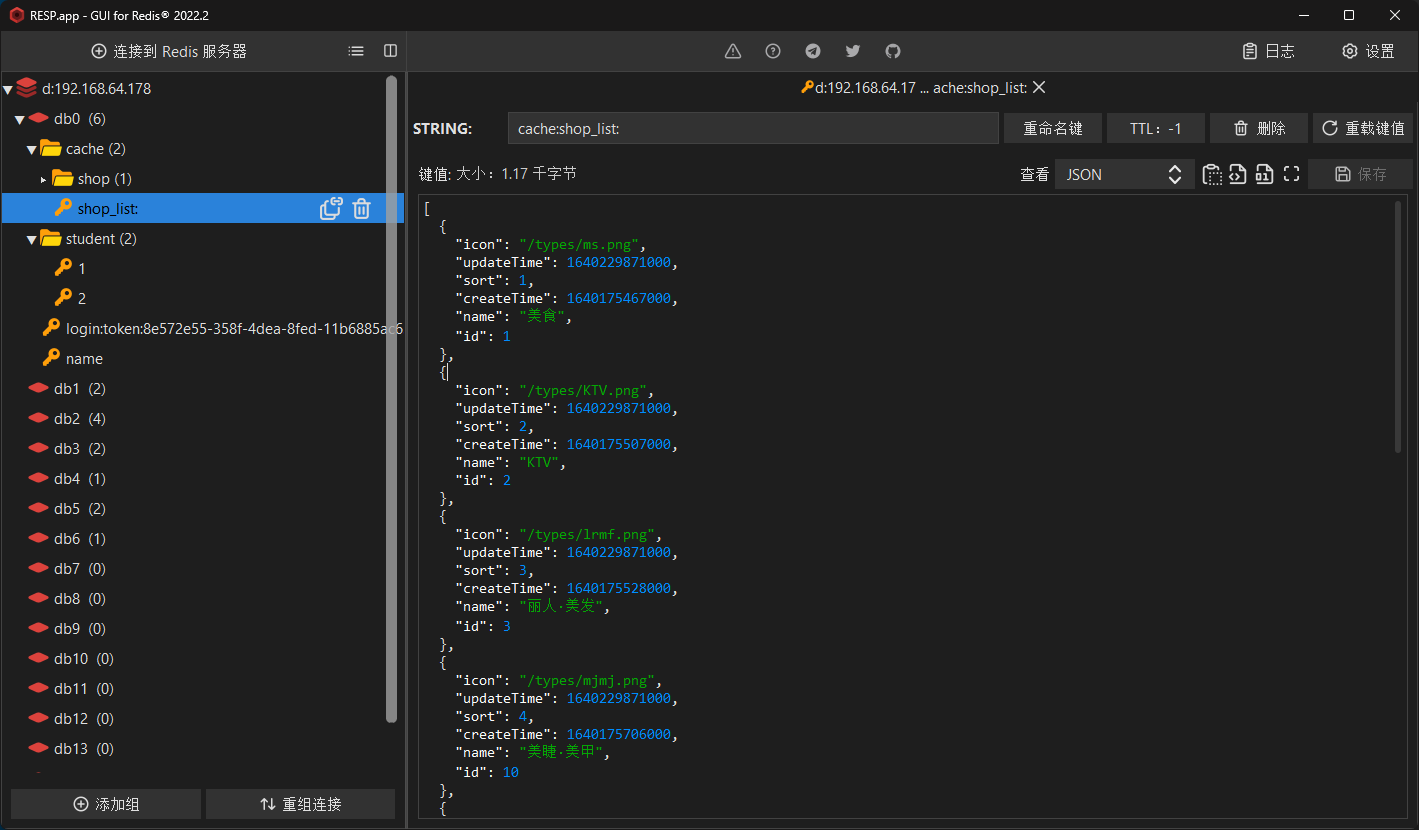 RESP.app - GUI for Redis® 2022.2
连接到 Redis 服务器
日志
设置
d:192.168.64.178
db0 (6)
cache (2)
shop (1)
shop_list:
student (2)
1
2
login:token:8e572e55-358f-4dea-8fed-11b6885ac6
name
db1 (2)
db2 (4)
db3 (2)
db4 (1)
db5 (2)
db6 (1)
db7 (0)
db8 (0)
db9 (0)
db10 (0)
db11 (0)
db12 (0)
db13 (0)
添加组
重组连接
d:192.168.64.17 ... ache:shop_list:
STRING:
cache:shop_list:
重命名键
TTL: -1
删除
重载键值
键值: 大小: 1.17 千字节
查看
JSON
保存
[
{
"icon": "/types/ms.png",
"updateTime": 1640229871000,
"sort": 1,
"createTime": 1640175467000,
"name": "美食",
"id": 1
},
{
"icon": "/types/KTV.png",
"updateTime": 1640229871000,
"sort": 2,
"createTime": 1640175507000,
"name": "KTV",
"id": 2
},
{
"icon": "/types/lrmf.png",
"updateTime": 1640229871000,
"sort": 3,
"createTime": 1640175528000,
"name": "丽人·美发",
"id": 3
},
{
"icon": "/types/mjmj.png",
"updateTime": 1640229871000,
"sort": 4,
"createTime": 1640175706000,
"name": "美睫·美甲",
"id": 10
},
{